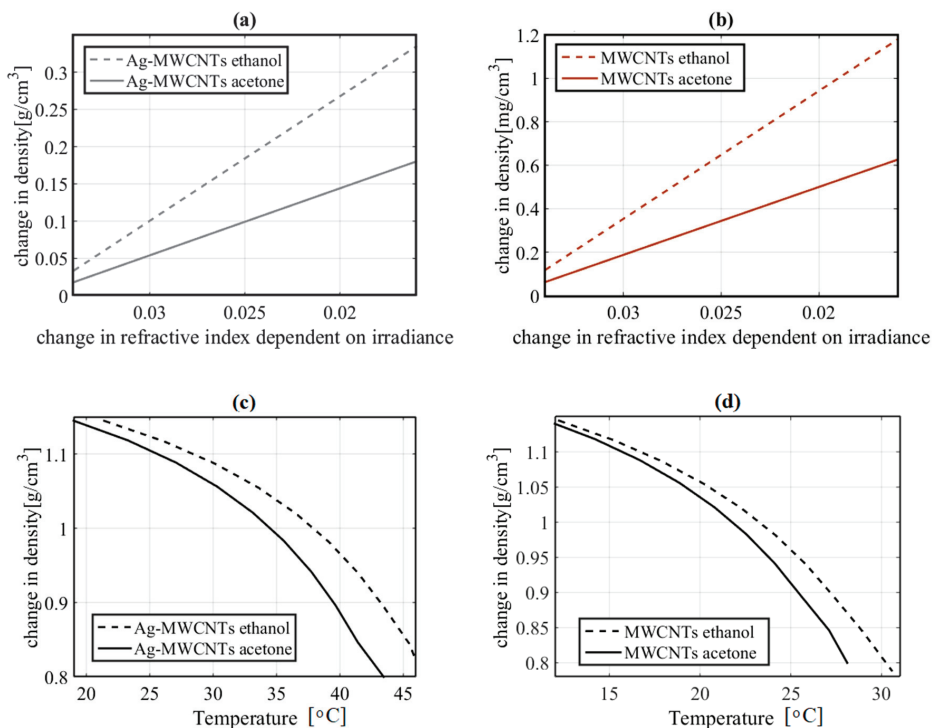 (a)
change in density[g/cm³]
0.3
0.25
0.2
0.15
0.1
0.05
0
Ag-MWCNTs ethanol
Ag-MWCNTs acetone
0.03 0.025 0.02
change in refractive index dependent on irradiance
(b)
change in density[mg/cm³]
1.2
1
0.8
0.6
0.4
0.2
0
MWCNTs ethanol
MWCNTs acetone
0.03 0.025 0.02
change in refractive index dependent on irradiance
(c)
change in density[g/cm³]
1.1
1
0.9
0.8
Ag-MWCNTs ethanol
Ag-MWCNTs acetone
20 25 30 35 40 45
Temperature [°C]
(d)
change in density[g/cm³]
1.1
1.05
1
0.95
0.9
0.85
0.8
MWCNTs ethanol
MWCNTs acetone
15 20 25 30
Temperature [°C]